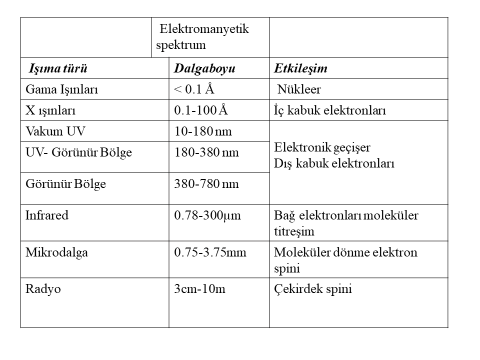 Elektromanyetik
spektrum
Işıma türü Dalgaboyu Etkileşim
Gama Işınları < 0.1 Å Nükleer
X ışınları 0.1-100 Å İç kabuk elektronları
Vakum UV 10-180 nm
UV- Görünür Bölge 180-380 nm Elektronik geçişer
Dış kabuk elektronları
Görünür Bölge 380-780 nm
Infrared 0.78-300µm Bağ elektronları moleküler
titreşim
Mikrodalga 0.75-3.75mm Moleküler dönme elektron
spini
Radyo 3cm-10m Çekirdek spini